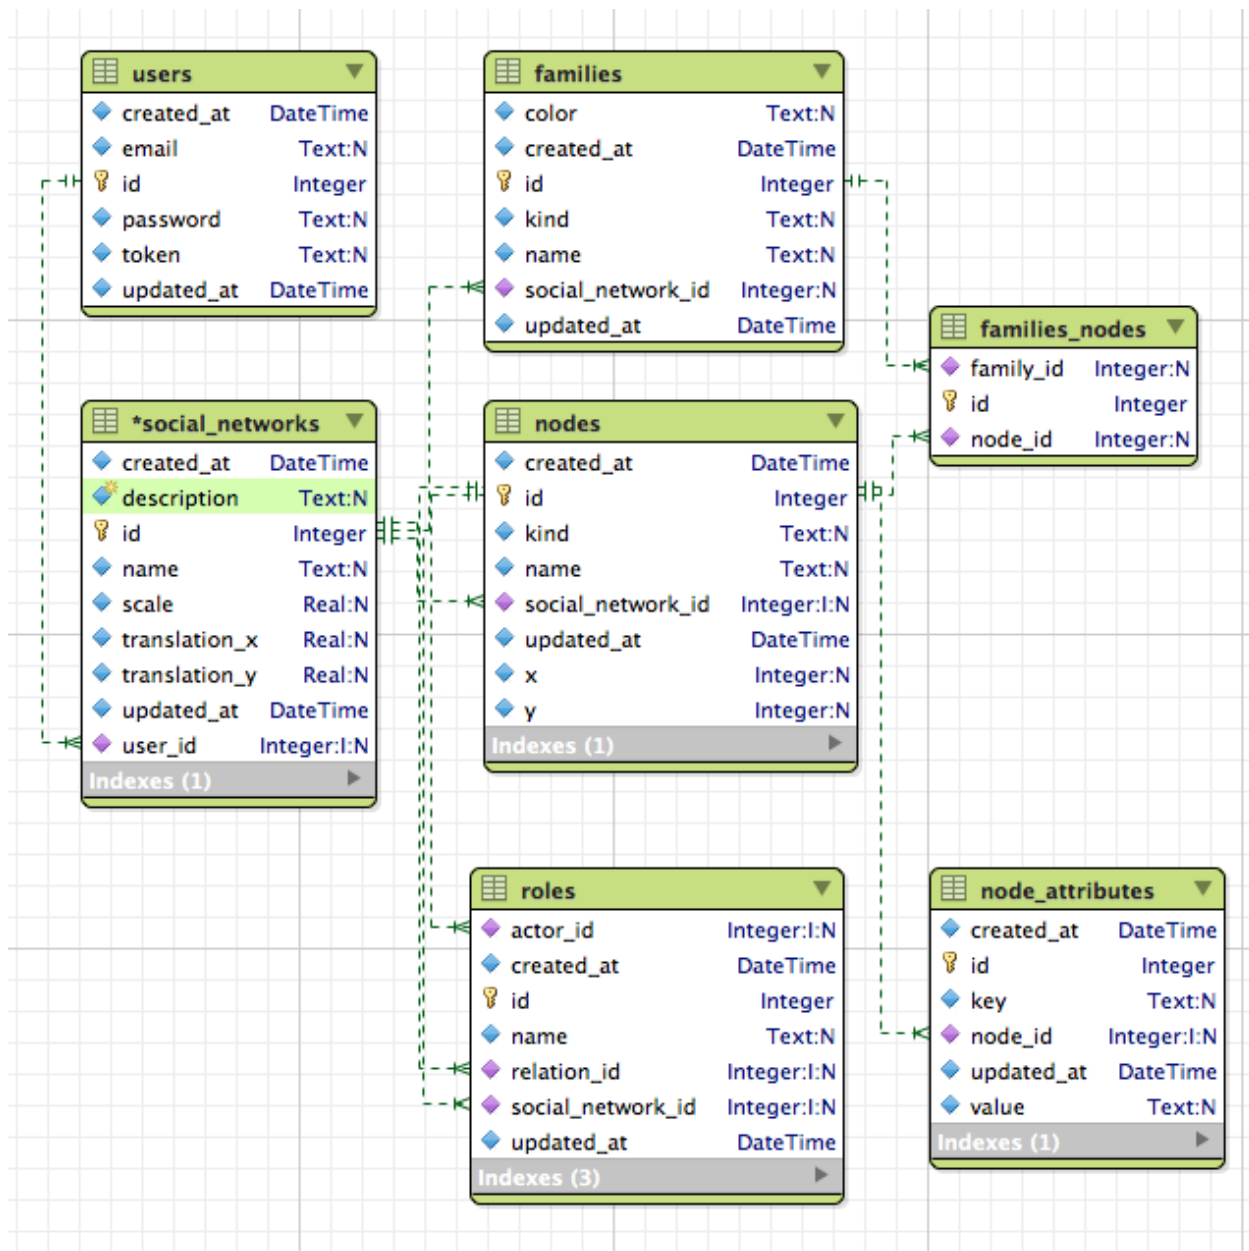 users
created_at DateTime
email Text:N
id Integer
password Text:N
token Text:N
updated_at DateTime
families
color Text:N
created_at DateTime
id Integer
kind Text:N
name Text:N
social_network_id Integer:N
updated_at DateTime
families_nodes
family_id Integer:N
id Integer
node_id Integer:N
*social_networks
created_at DateTime
description Text:N
id Integer
name Text:N
scale Real:N
translation_x Real:N
translation_y Real:N
updated_at DateTime
user_id Integer:I:N
Indexes (1)
nodes
created_at DateTime
id Integer
kind Text:N
name Text:N
social_network_id Integer:I:N
updated_at DateTime
x Integer:N
y Integer:N
Indexes (1)
roles
actor_id Integer:I:N
created_at DateTime
id Integer
name Text:N
relation_id Integer:I:N
social_network_id Integer:I:N
updated_at DateTime
Indexes (3)
node_attributes
created_at DateTime
id Integer
key Text:N
node_id Integer:I:N
updated_at DateTime
value Text:N
Indexes (1)